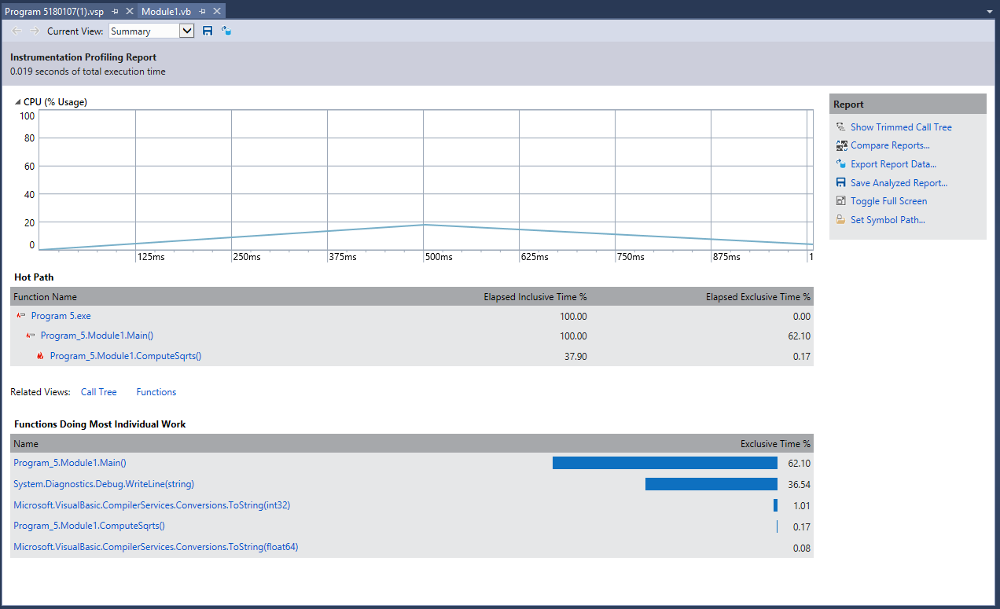 Program 5180107(1).vsp Module1.vb
Current View: Summary
Instrumentation Profiling Report
0.019 seconds of total execution time
CPU (% Usage)
100
80
60
40
20
0
125ms 250ms 375ms 500ms 625ms 750ms 875ms 1
Report
Show Trimmed Call Tree
Compare Reports...
Export Report Data...
Save Analyzed Report...
Toggle Full Screen
Set Symbol Path...
Hot Path
Function Name Elapsed Inclusive Time % Elapsed Exclusive Time %
Program 5.exe 100.00 0.00
Program_5.Module1.Main() 100.00 62.10
Program_5.Module1.ComputeSqrts() 37.90 0.17
Related Views: Call Tree Functions
Functions Doing Most Individual Work
Name Exclusive Time %
Program_5.Module1.Main() 62.10
System.Diagnostics.Debug.WriteLine(string) 36.54
Microsoft.VisualBasic.CompilerServices.Conversions.ToString(int32) 1.01
Program_5.Module1.ComputeSqrts() 0.17
Microsoft.VisualBasic.CompilerServices.Conversions.ToString(float64) 0.08